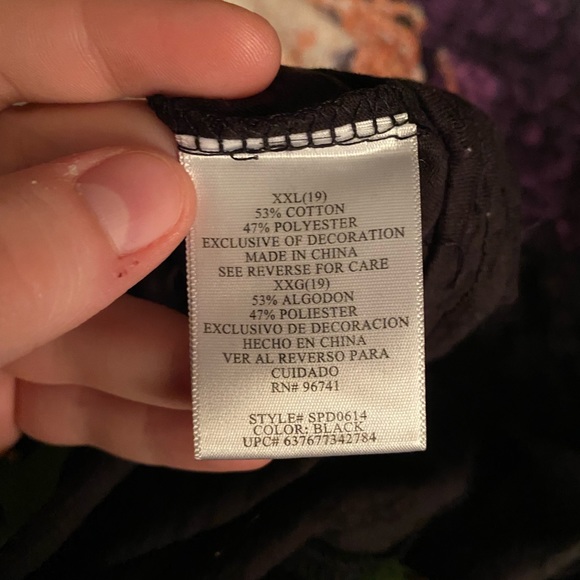 XXL(19)
53% COTTON
47% POLYESTER
EXCLUSIVE OF DECORATION
MADE IN CHINA
SEE REVERSE FOR CARE
XXG(19)
53% ALGODON
47% POLIESTER
EXCLUSIVO DE DECORACION
HECHO EN CHINA
VER AL REVERSO PARA
CUIDADO
RN# 96741
STYLE# SPD0614
COLOR: BLACK
UPC# 637677342784